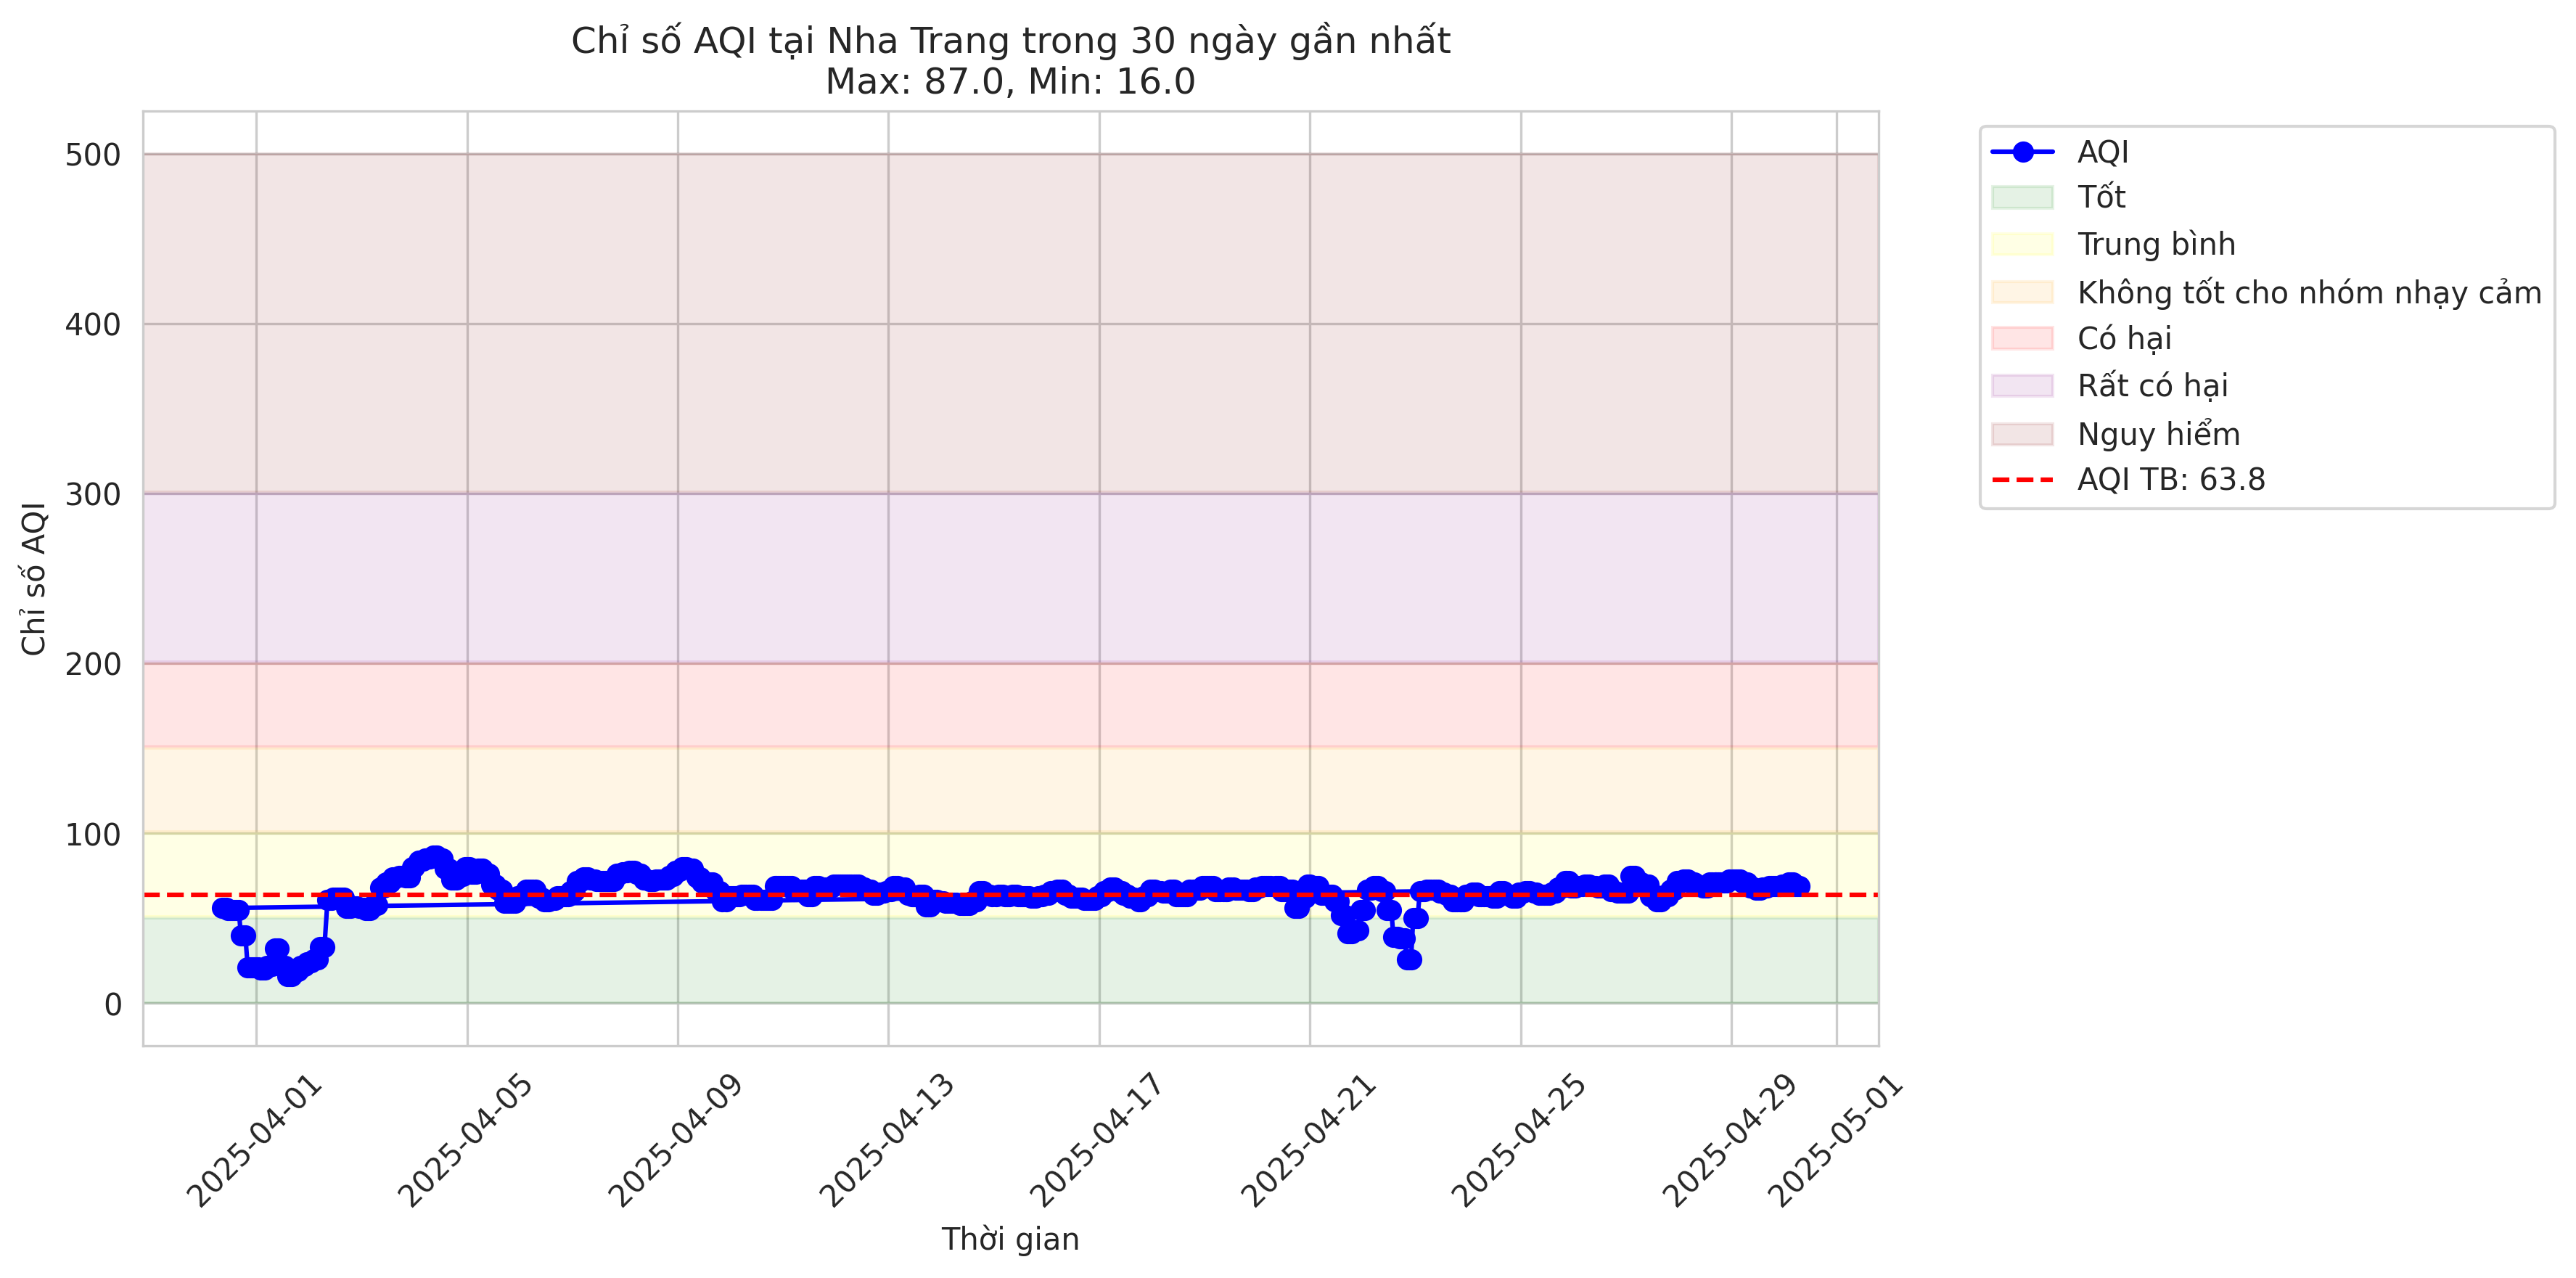 Chỉ số AQI tại Nha Trang trong 30 ngày gần nhất
Max: 87.0, Min: 16.0
Chỉ số AQI
500
400
300
200
100
0
2025-04-01
2025-04-05
2025-04-09
2025-04-13
2025-04-17
2025-04-21
2025-04-25
2025-04-29
2025-05-01
Thời gian
AQI
Tốt
Trung bình
Không tốt cho nhóm nhạy cảm
Có hại
Rất có hại
Nguy hiểm
AQI TB: 63.8